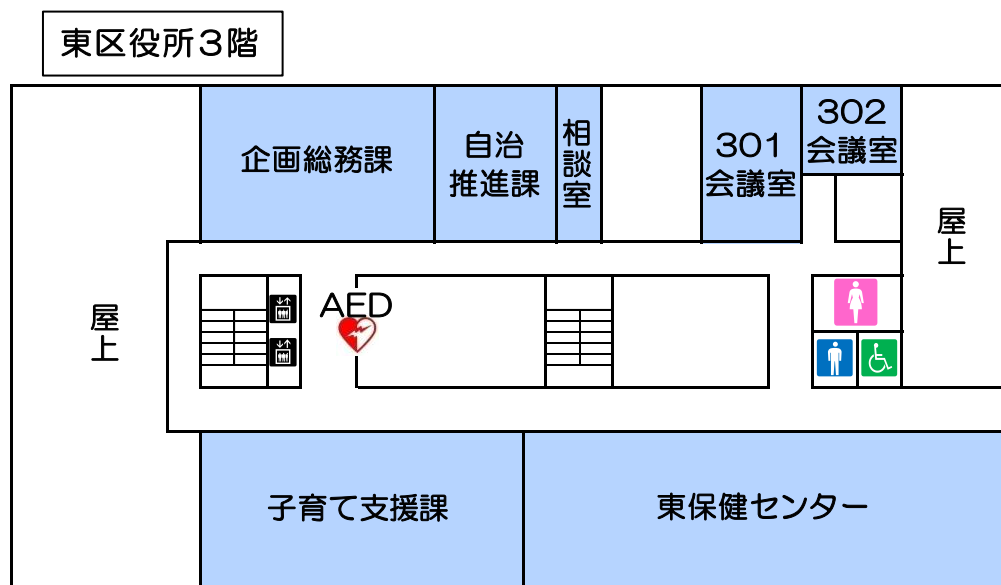 東区役所3階
企画総務課
自治
推進課
相
談
室
301
会議室
302
会議室
屋
上
屋
上
AED
子育て支援課
東保健センター